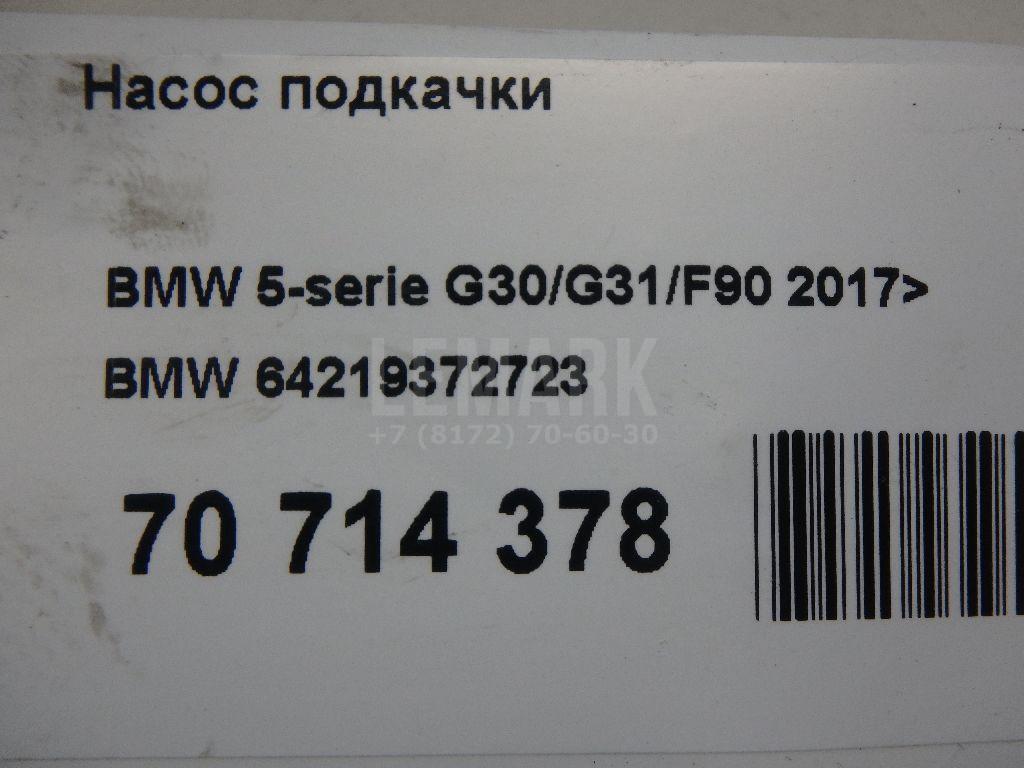 Насос подкачки
BMW 5-serie G30/G31/F90 2017>
BMW 64219372723
LEMARK
+7 (8172) 70-60-30
70 714 378